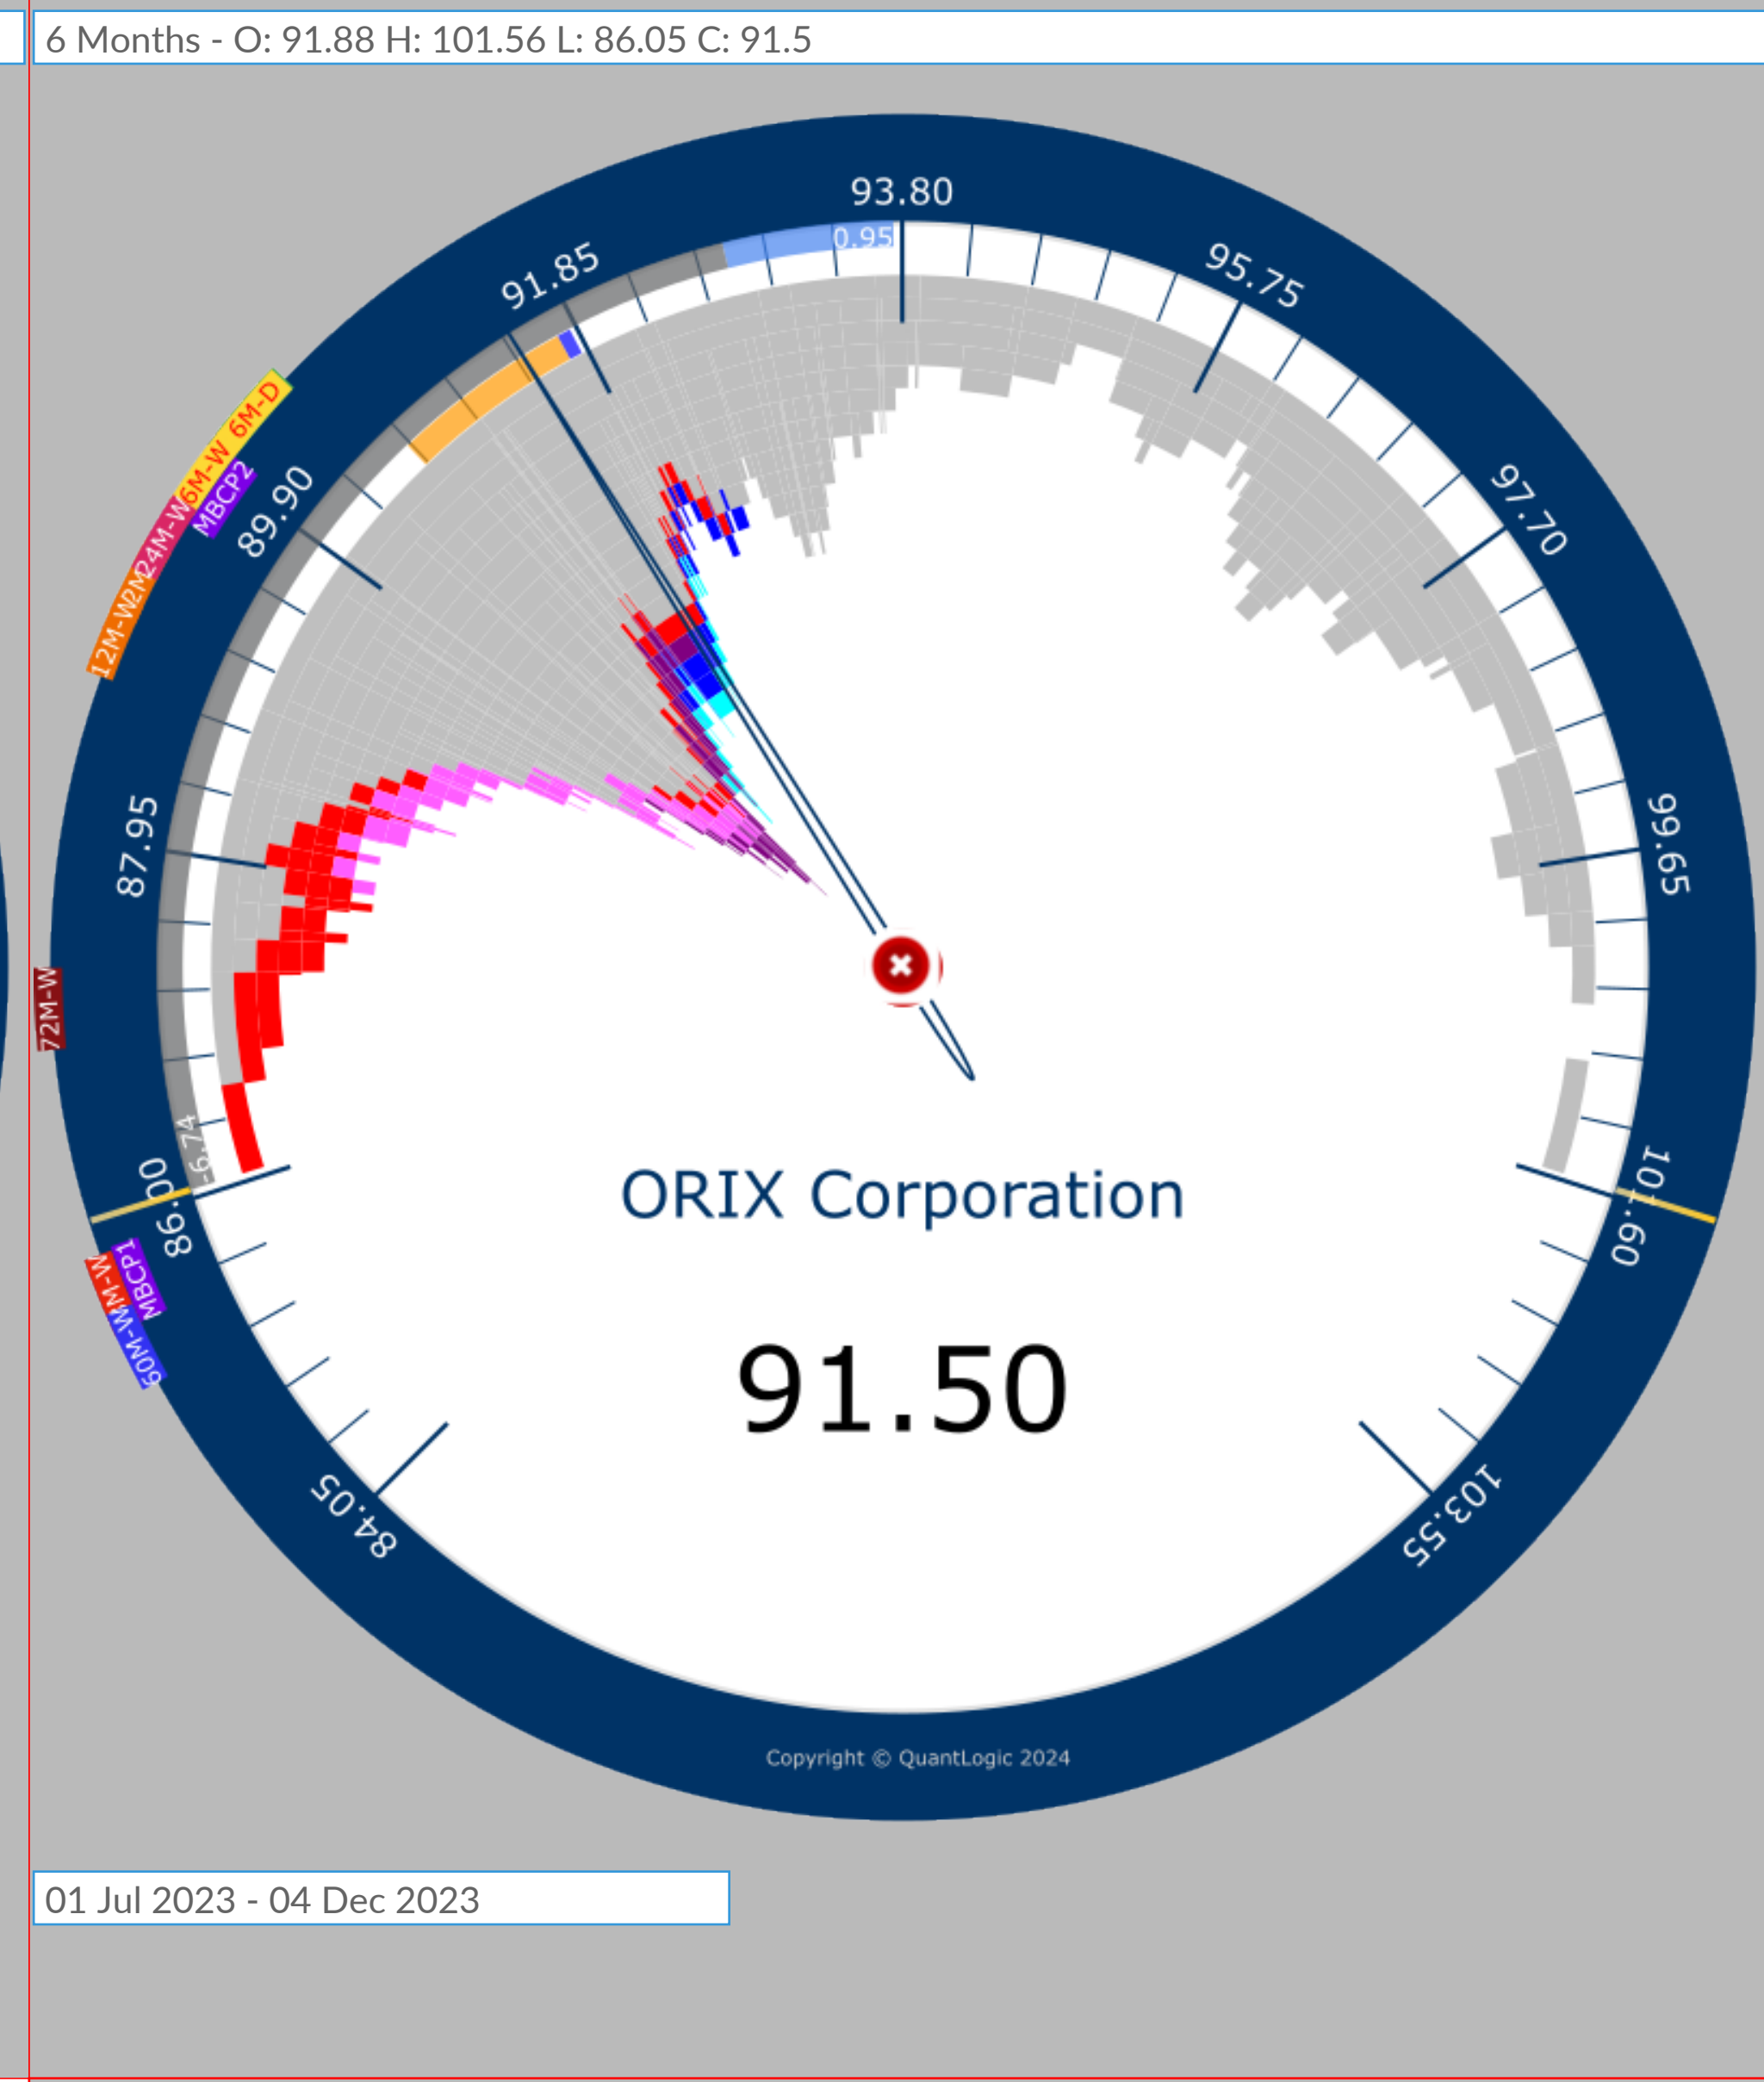 6 Months - O: 91.88 H: 101.56 L: 86.05 C: 91.5
93.80
0.95
91.85
95.75
6M-D
6M-W
MBCP2
24M-W
89.90
97.70
12M-W
87.95
99.65
72M-W
-6.74
86.00
101.60
MBCP1
60M-W
ORIX Corporation
91.50
84.05
103.55
Copyright © QuantLogic 2024
01 Jul 2023 - 04 Dec 2023